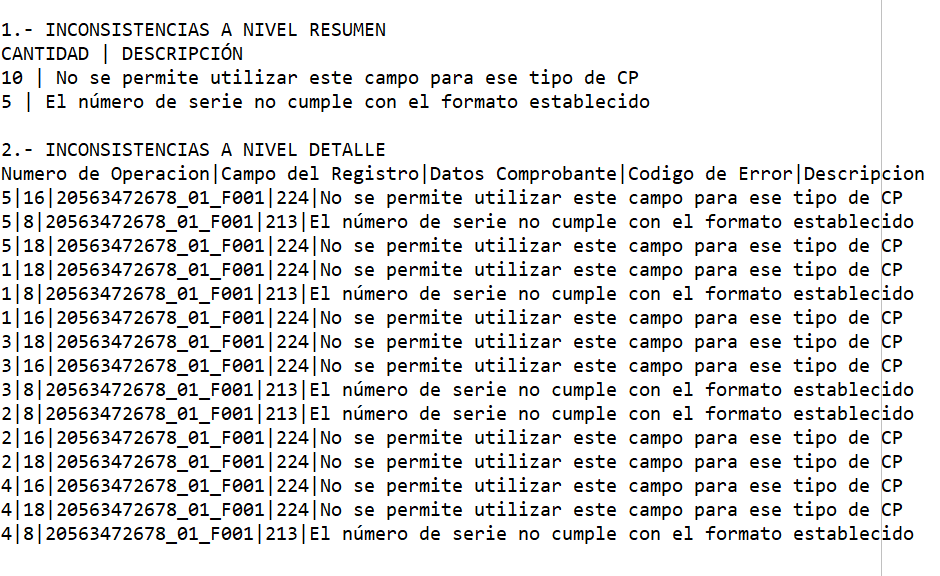 1.- INCONSISTENCIAS A NIVEL RESUMEN
CANTIDAD | DESCRIPCIÓN
10 | No se permite utilizar este campo para ese tipo de CP
5 | El número de serie no cumple con el formato establecido
2.- INCONSISTENCIAS A NIVEL DETALLE
Numero de Operacion|Campo del Registro|Datos Comprobante|Codigo de Error|Descripcion
5|16|20563472678_01_F001|224|No se permite utilizar este campo para ese tipo de CP
5|8|20563472678_01_F001|213|El número de serie no cumple con el formato establecido
5|18|20563472678_01_F001|224|No se permite utilizar este campo para ese tipo de CP
1|18|20563472678_01_F001|224|No se permite utilizar este campo para ese tipo de CP
1|8|20563472678_01_F001|213|El número de serie no cumple con el formato establecido
1|16|20563472678_01_F001|224|No se permite utilizar este campo para ese tipo de CP
3|18|20563472678_01_F001|224|No se permite utilizar este campo para ese tipo de CP
3|16|20563472678_01_F001|224|No se permite utilizar este campo para ese tipo de CP
3|8|20563472678_01_F001|213|El número de serie no cumple con el formato establecido
2|8|20563472678_01_F001|213|El número de serie no cumple con el formato establecido
2|16|20563472678_01_F001|224|No se permite utilizar este campo para ese tipo de CP
2|18|20563472678_01_F001|224|No se permite utilizar este campo para ese tipo de CP
4|16|20563472678_01_F001|224|No se permite utilizar este campo para ese tipo de CP
4|18|20563472678_01_F001|224|No se permite utilizar este campo para ese tipo de CP
4|8|20563472678_01_F001|213|El número de serie no cumple con el formato establecido